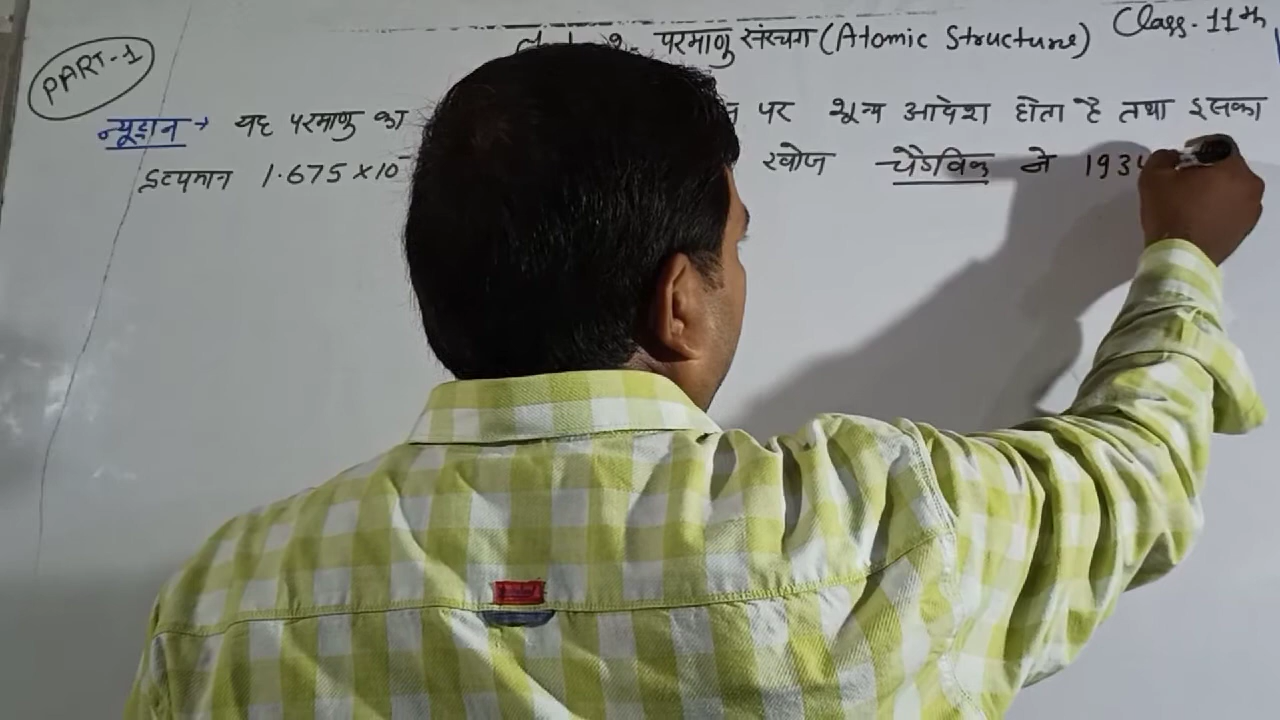 PART-1
परमाणु संरचना (Atomic Structure) Class-11th
न्यूट्रान → यह परमाणु का पर शून्य आवेश होता है तथा इसका
द्रव्यमान 1.675×10 खोज चैडविक ने 193